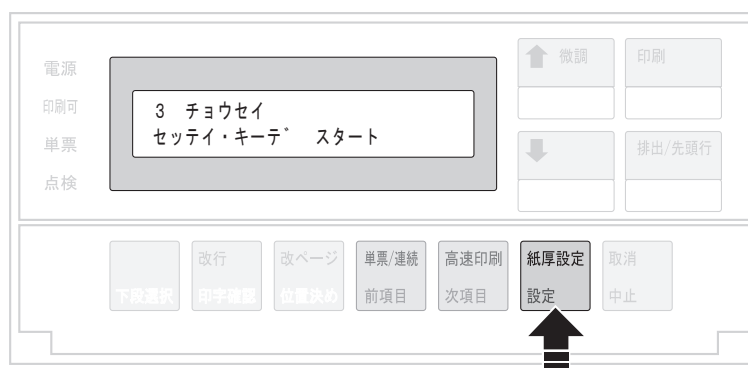 電源
印刷可
単票
点検
3 チョウセイ
セッテイ・キーデ スタート
微調
印刷
排出/先頭行
下段選択
改行
印字確認
改ページ
位置決め
単票/連続
前項目
高速印刷
次項目
紙厚設定
設定
取消
中止